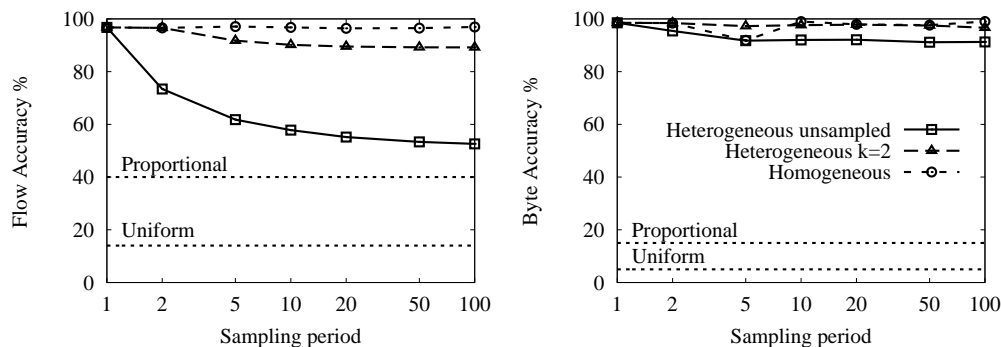 100
80
60
40
20
0
Flow Accuracy %
Proportional
Uniform
1 2 5 10 20 50 100
Sampling period
100
80
60
40
20
0
Byte Accuracy %
Heterogeneous unsampled
Heterogeneous k=2
Homogeneous
Proportional
Uniform
1 2 5 10 20 50 100
Sampling period